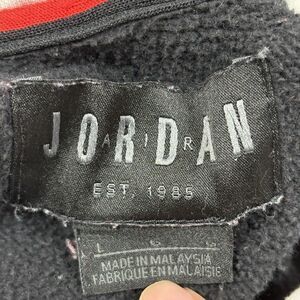 JORDAN
AIR
EST. 1985
L G G
MADE IN MALAYSIA
FABRIQUE EN MALAISIE